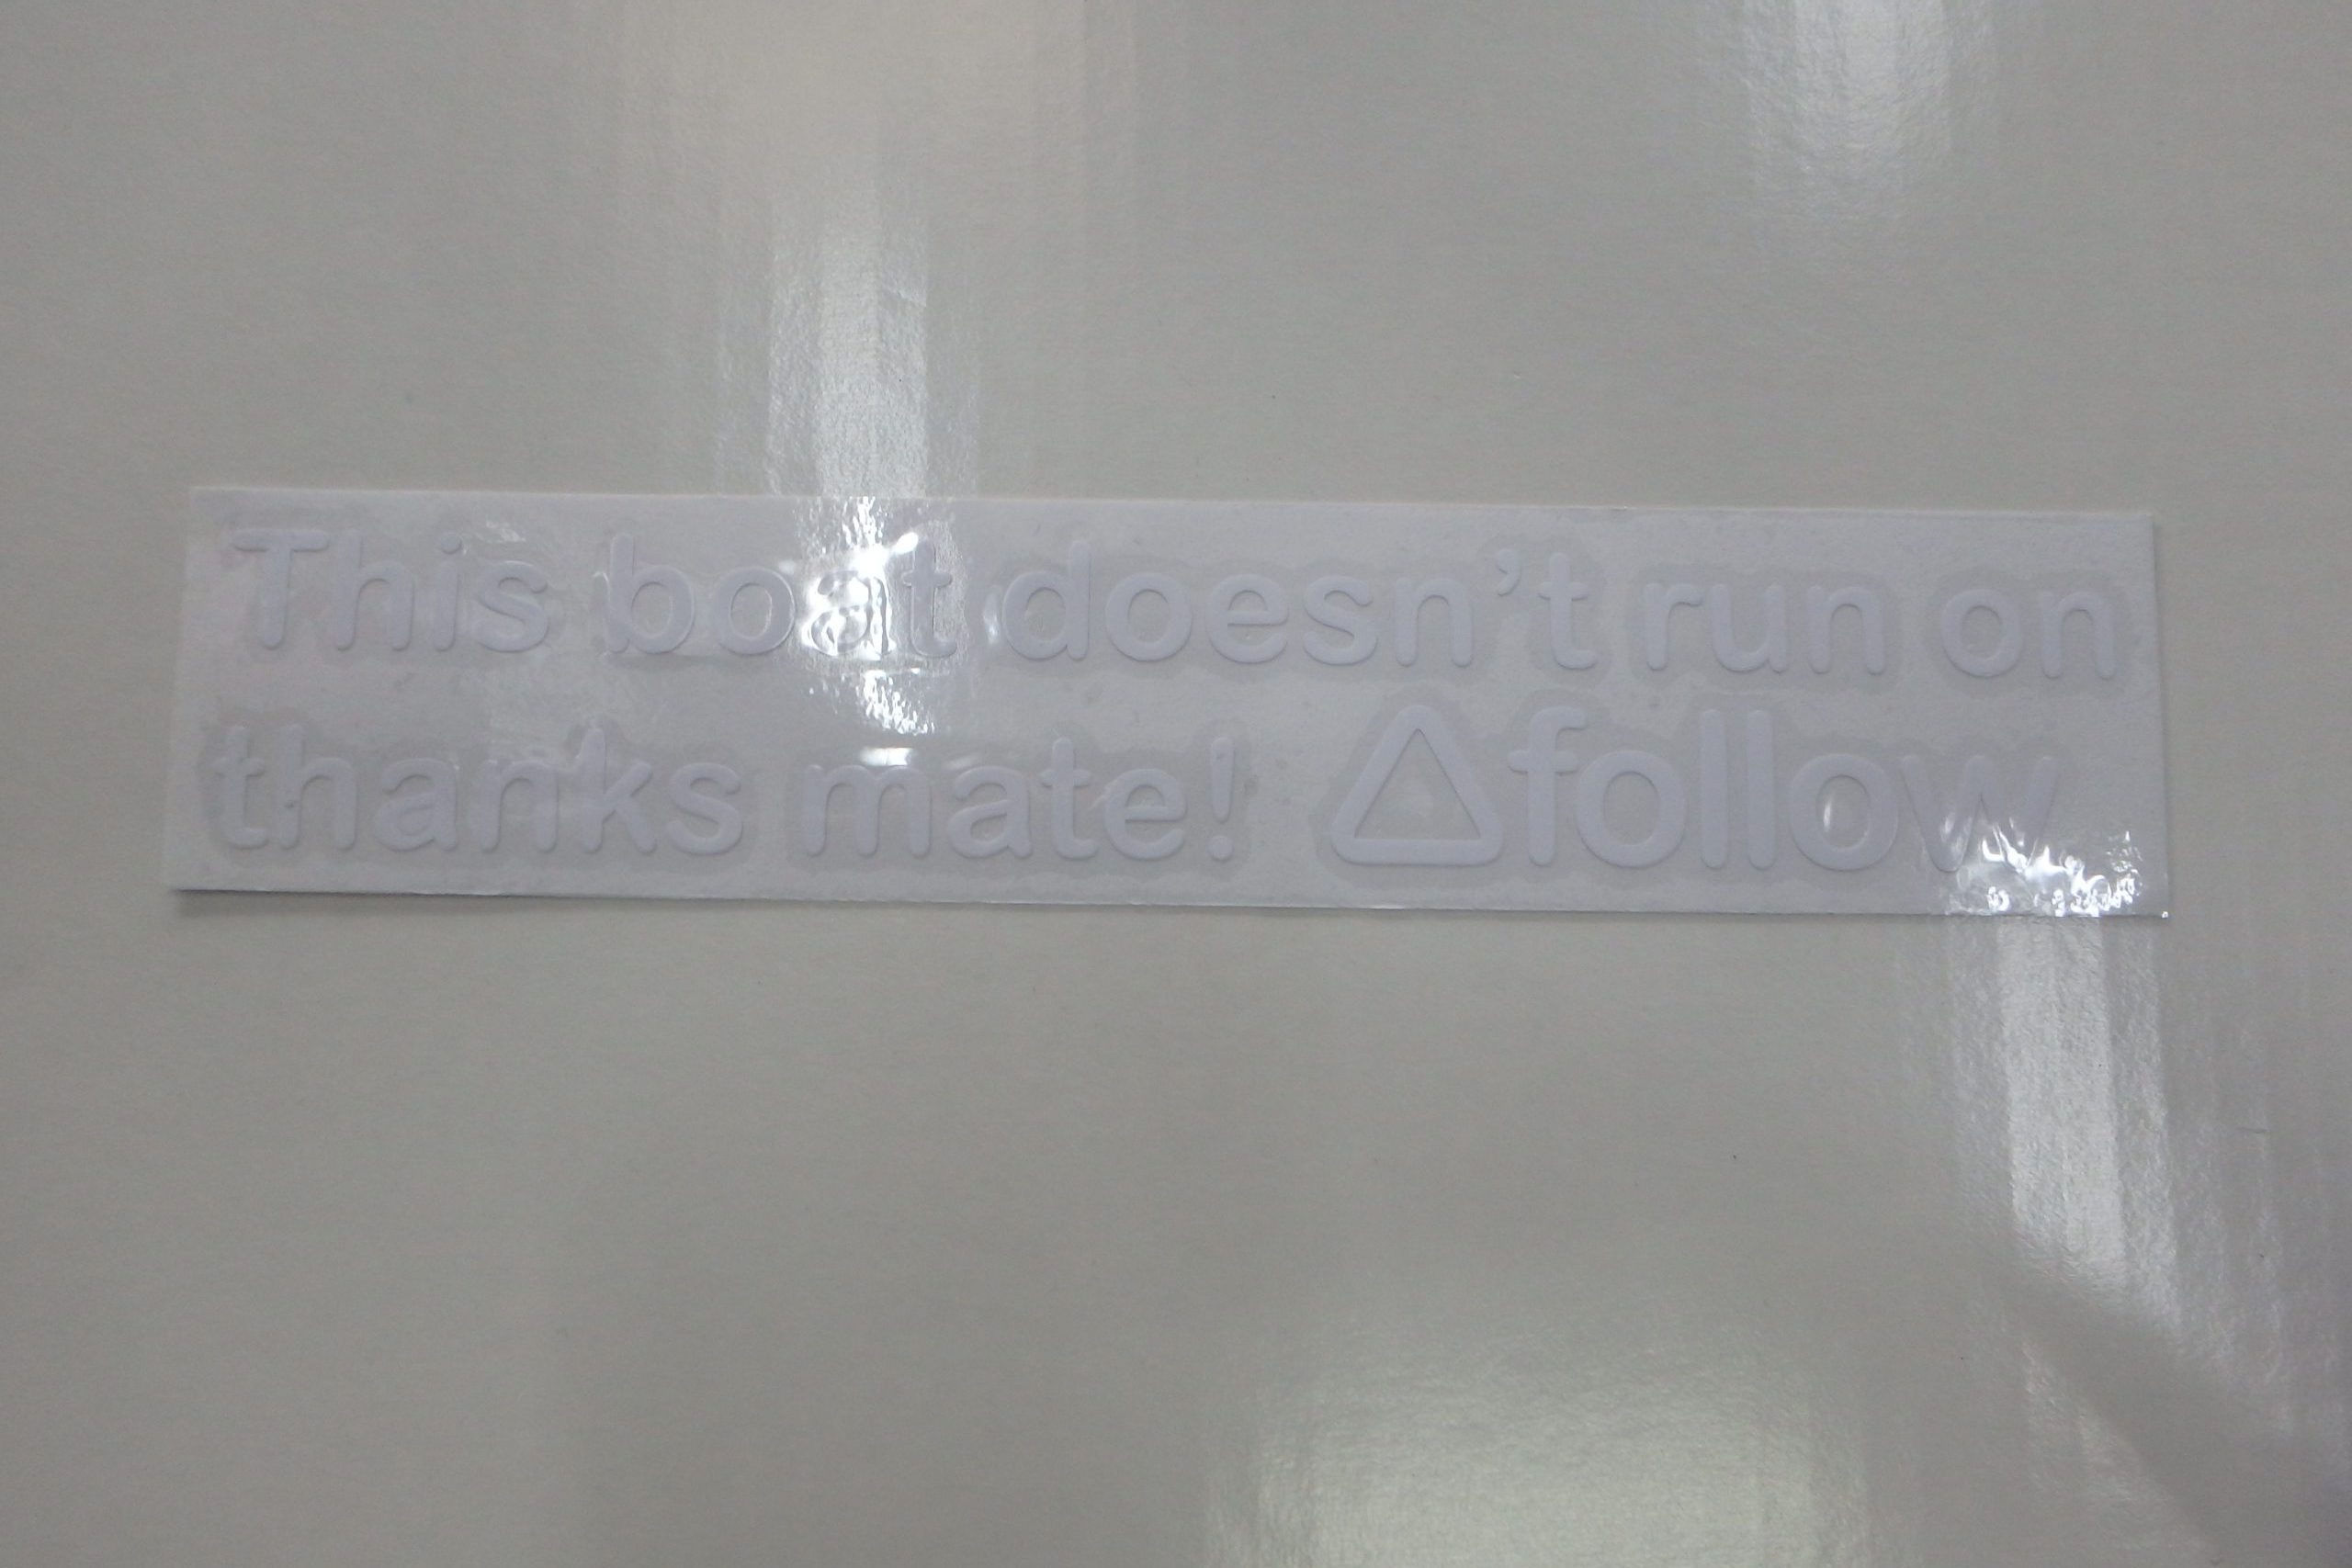 This boat doesn’t run on
thanks mate! △follow